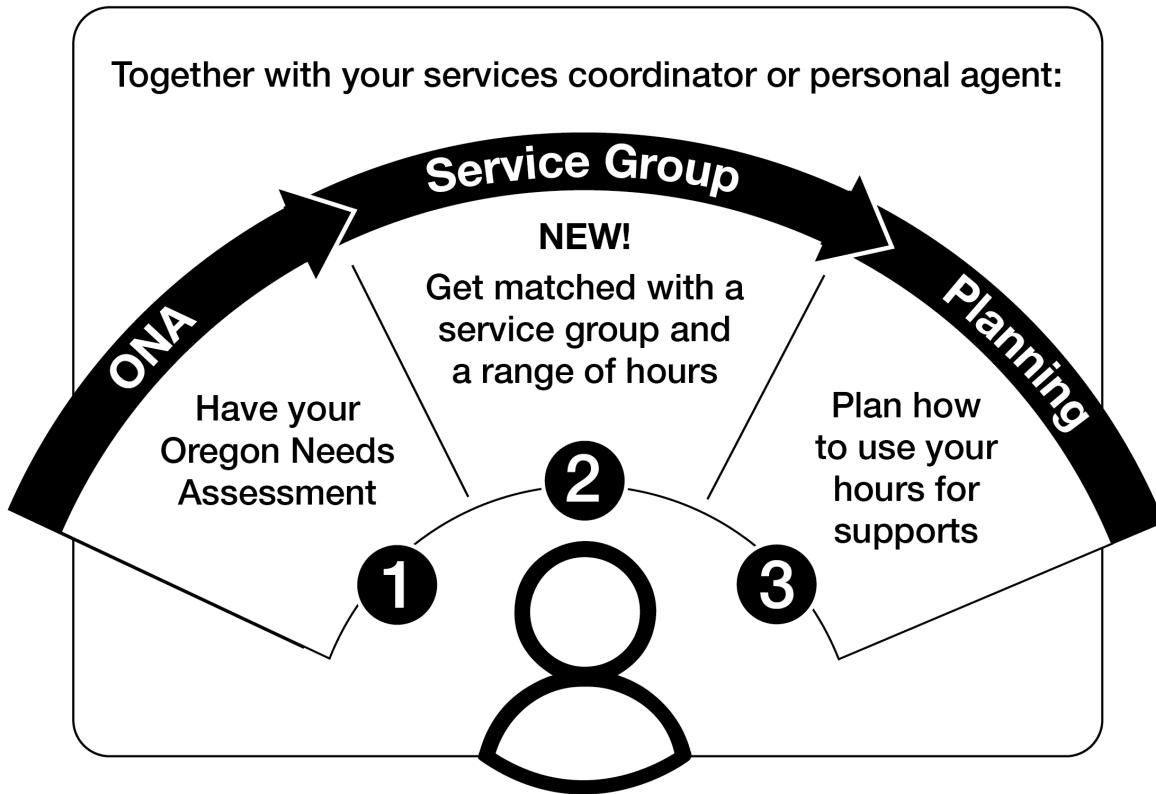 Together with your services coordinator or personal agent:
ONA
Have your
Oregon Needs
Assessment
1
Service Group
NEW!
Get matched with a
service group and
a range of hours
2
Planning
Plan how
to use your
hours for
supports
3